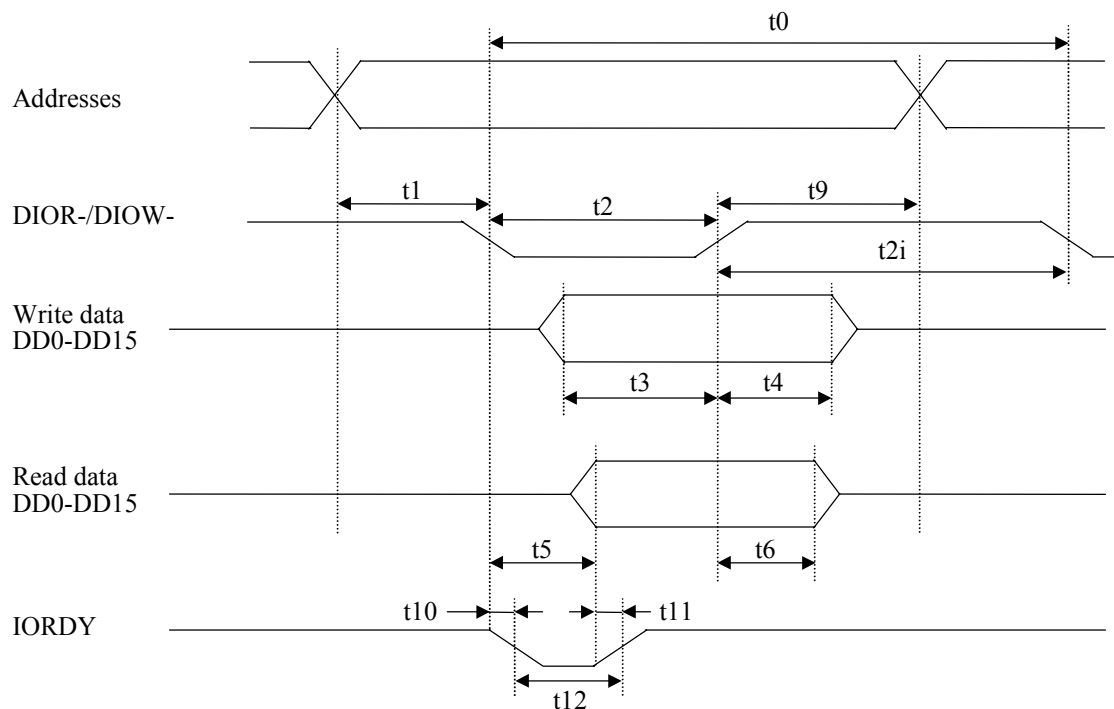 t0
Addresses
t1
t2
t9
DIOR-/DIOW-
t2i
Write data
DD0-DD15
t3
t4
Read data
DD0-DD15
t5
t6
t10
t11
IORDY
t12